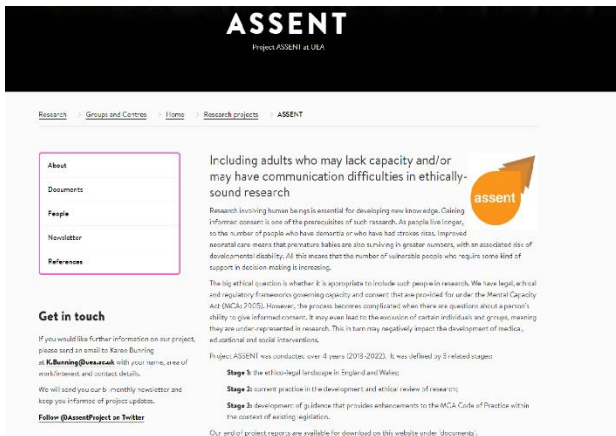 ASSENT
Project ASSENT at UEA
Research > Groups and Centres > Home > Research projects > ASSENT
About
Documents
People
Newsletter
References
Get in touch
If you would like further information on our project,
please send an email to Karen Bunning
at K.Bunning@uea.ac.uk with your name, area of
work/interest and contact details.
We will send you our bi-monthly newsletter and
keep you informed of project updates.
Follow @AssentProject on Twitter
Including adults who may lack capacity and/or
may have communication difficulties in ethically-
sound research
assent
Research involving human beings is essential for developing new knowledge. Gaining
informed consent is one of the prerequisites of such research. As people live longer,
so the number of people who have dementia or who have had strokes rises. Improved
neonatal care means that premature babies are also surviving in greater numbers, with an associated risk of
developmental disability. All this means that the number of vulnerable people who require some kind of
support in decision-making is increasing.
The big ethical question is whether it is appropriate to include such people in research. We have legal, ethical
and regulatory frameworks governing capacity and consent that are provided for under the Mental Capacity
Act (MCA; 2005). However, the process becomes complicated when there are questions about a person's
ability to give informed consent. It may even lead to the exclusion of certain individuals and groups, meaning
they are under-represented in research. This in turn may negatively impact the development of medical,
educational and social interventions.
Project ASSENT was conducted over 4 years (2018-2022). It was defined by 3 related stages:
Stage 1: the ethico-legal landscape in England and Wales;
Stage 2: current practice in the development and ethical review of research;
Stage 3: development of guidance that provides enhancements to the MCA Code of Practice within
the context of existing legislation.
Our end of project reports are available for download on this website under 'documents'.